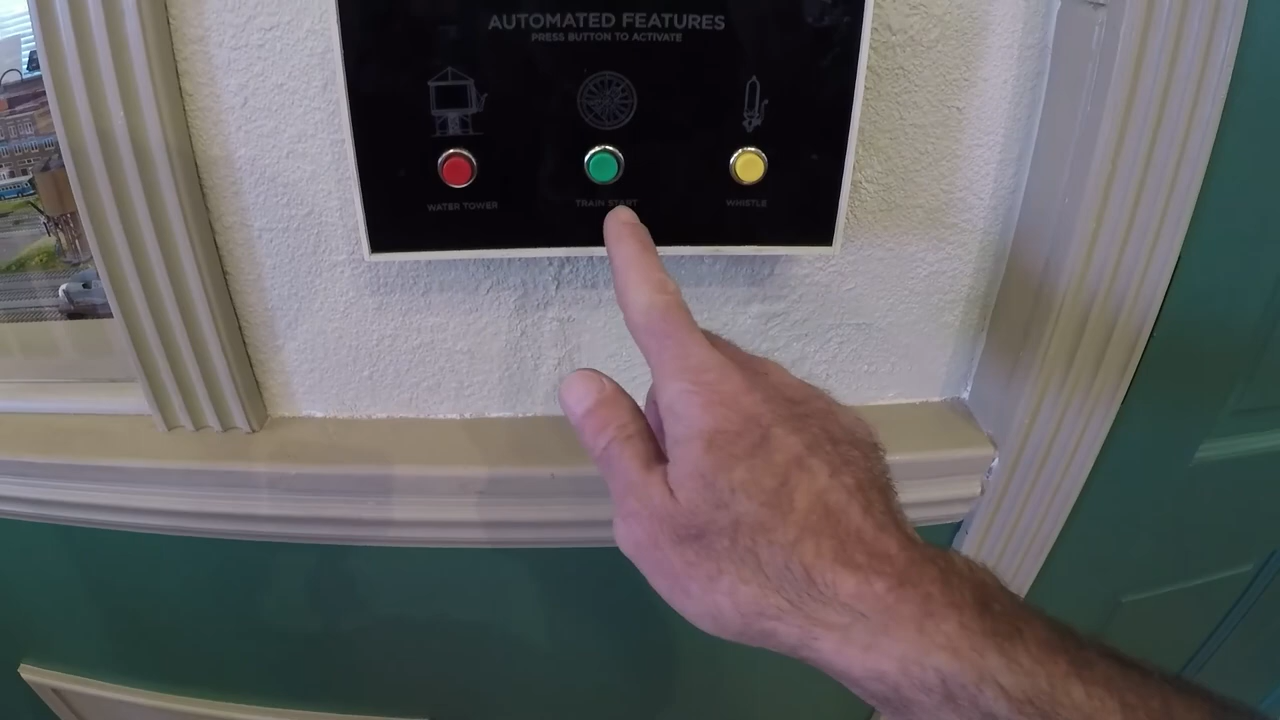 AUTOMATED FEATURES
PRESS BUTTON TO ACTIVATE
WATER TOWER
TRAIN START
WHISTLE